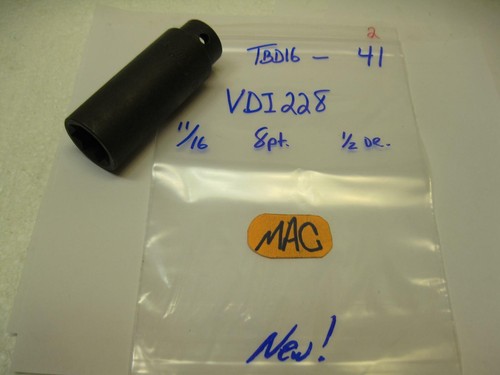 2
TBD16 - 41
VDI228
11/16 8pt. 1/2 DR.
MAC
New!